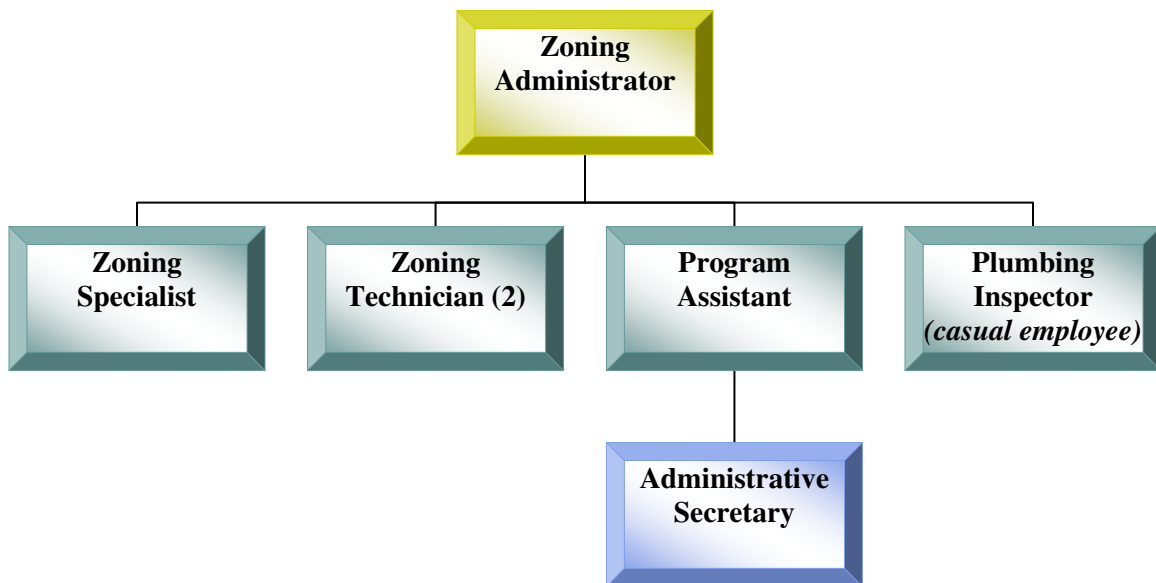 Zoning
Administrator
Zoning
Specialist
Zoning
Technician (2)
Program
Assistant
Plumbing
Inspector
(casual employee)
Administrative
Secretary